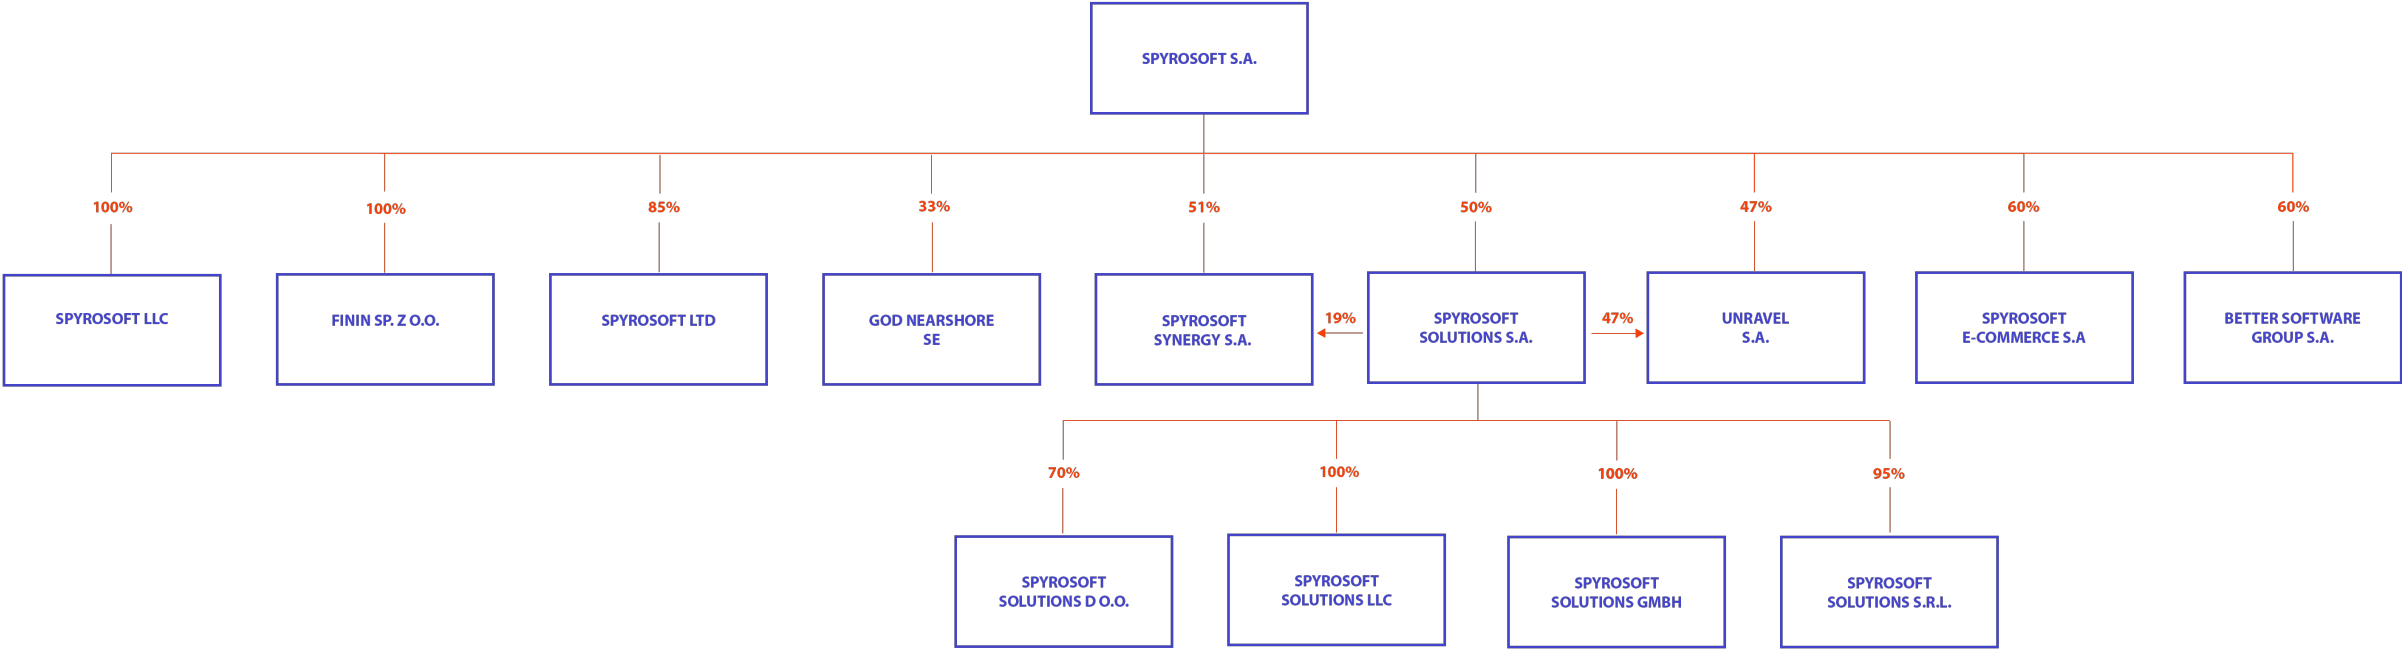 SPYROSOFT S.A.
100%
100%
85%
33%
51%
50%
47%
60%
60%
SPYROSOFT LLC
FININ SP. Z O.O.
SPYROSOFT LTD
GOD NEARSHORE
SE
SPYROSOFT
SYNERGY S.A.
19%
SPYROSOFT
SOLUTIONS S.A.
47%
UNRAVEL
S.A.
SPYROSOFT
E-COMMERCE S.A
BETTER SOFTWARE
GROUP S.A.
70%
100%
100%
95%
SPYROSOFT
SOLUTIONS D O.O.
SPYROSOFT
SOLUTIONS LLC
SPYROSOFT
SOLUTIONS GMBH
SPYROSOFT
SOLUTIONS S.R.L.